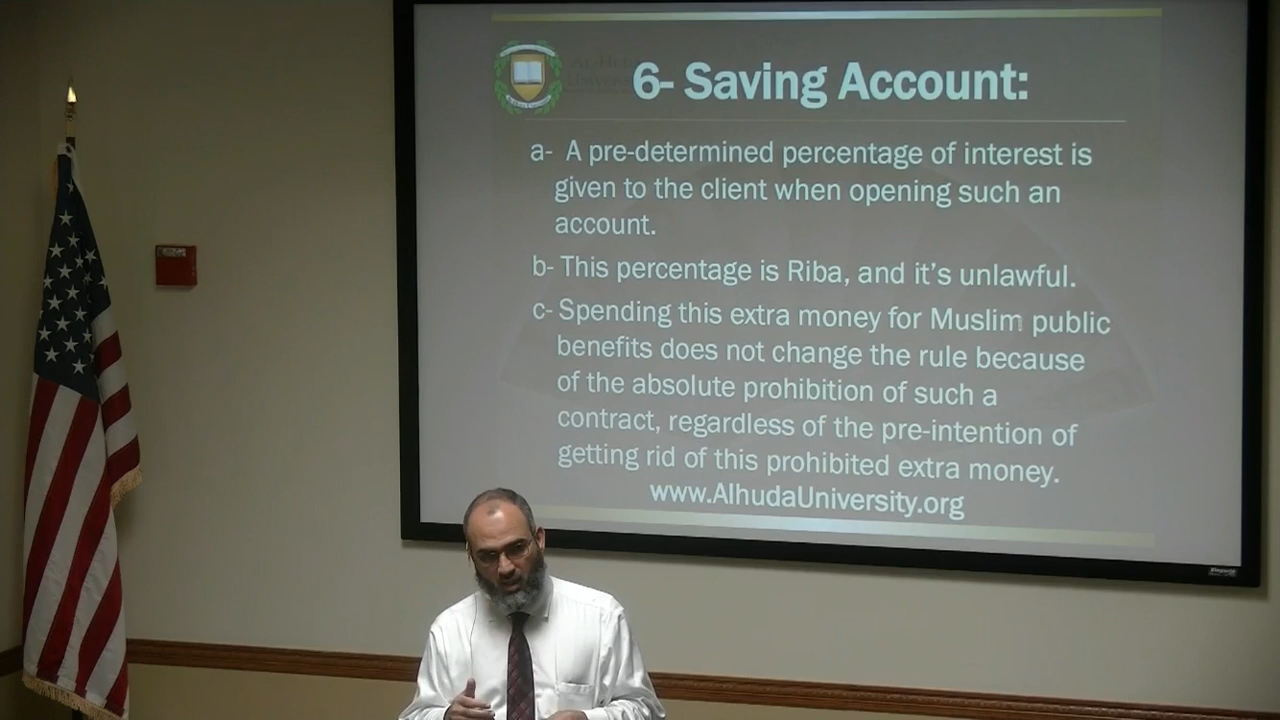 6- Saving Account:
a- A pre-determined percentage of interest is
given to the client when opening such an
account.
b- This percentage is Riba, and it's unlawful.
c- Spending this extra money for Muslim public
benefits does not change the rule because
of the absolute prohibition of such a
contract, regardless of the pre-intention of
getting rid of this prohibited extra money.
www.AlhudaUniversity.org